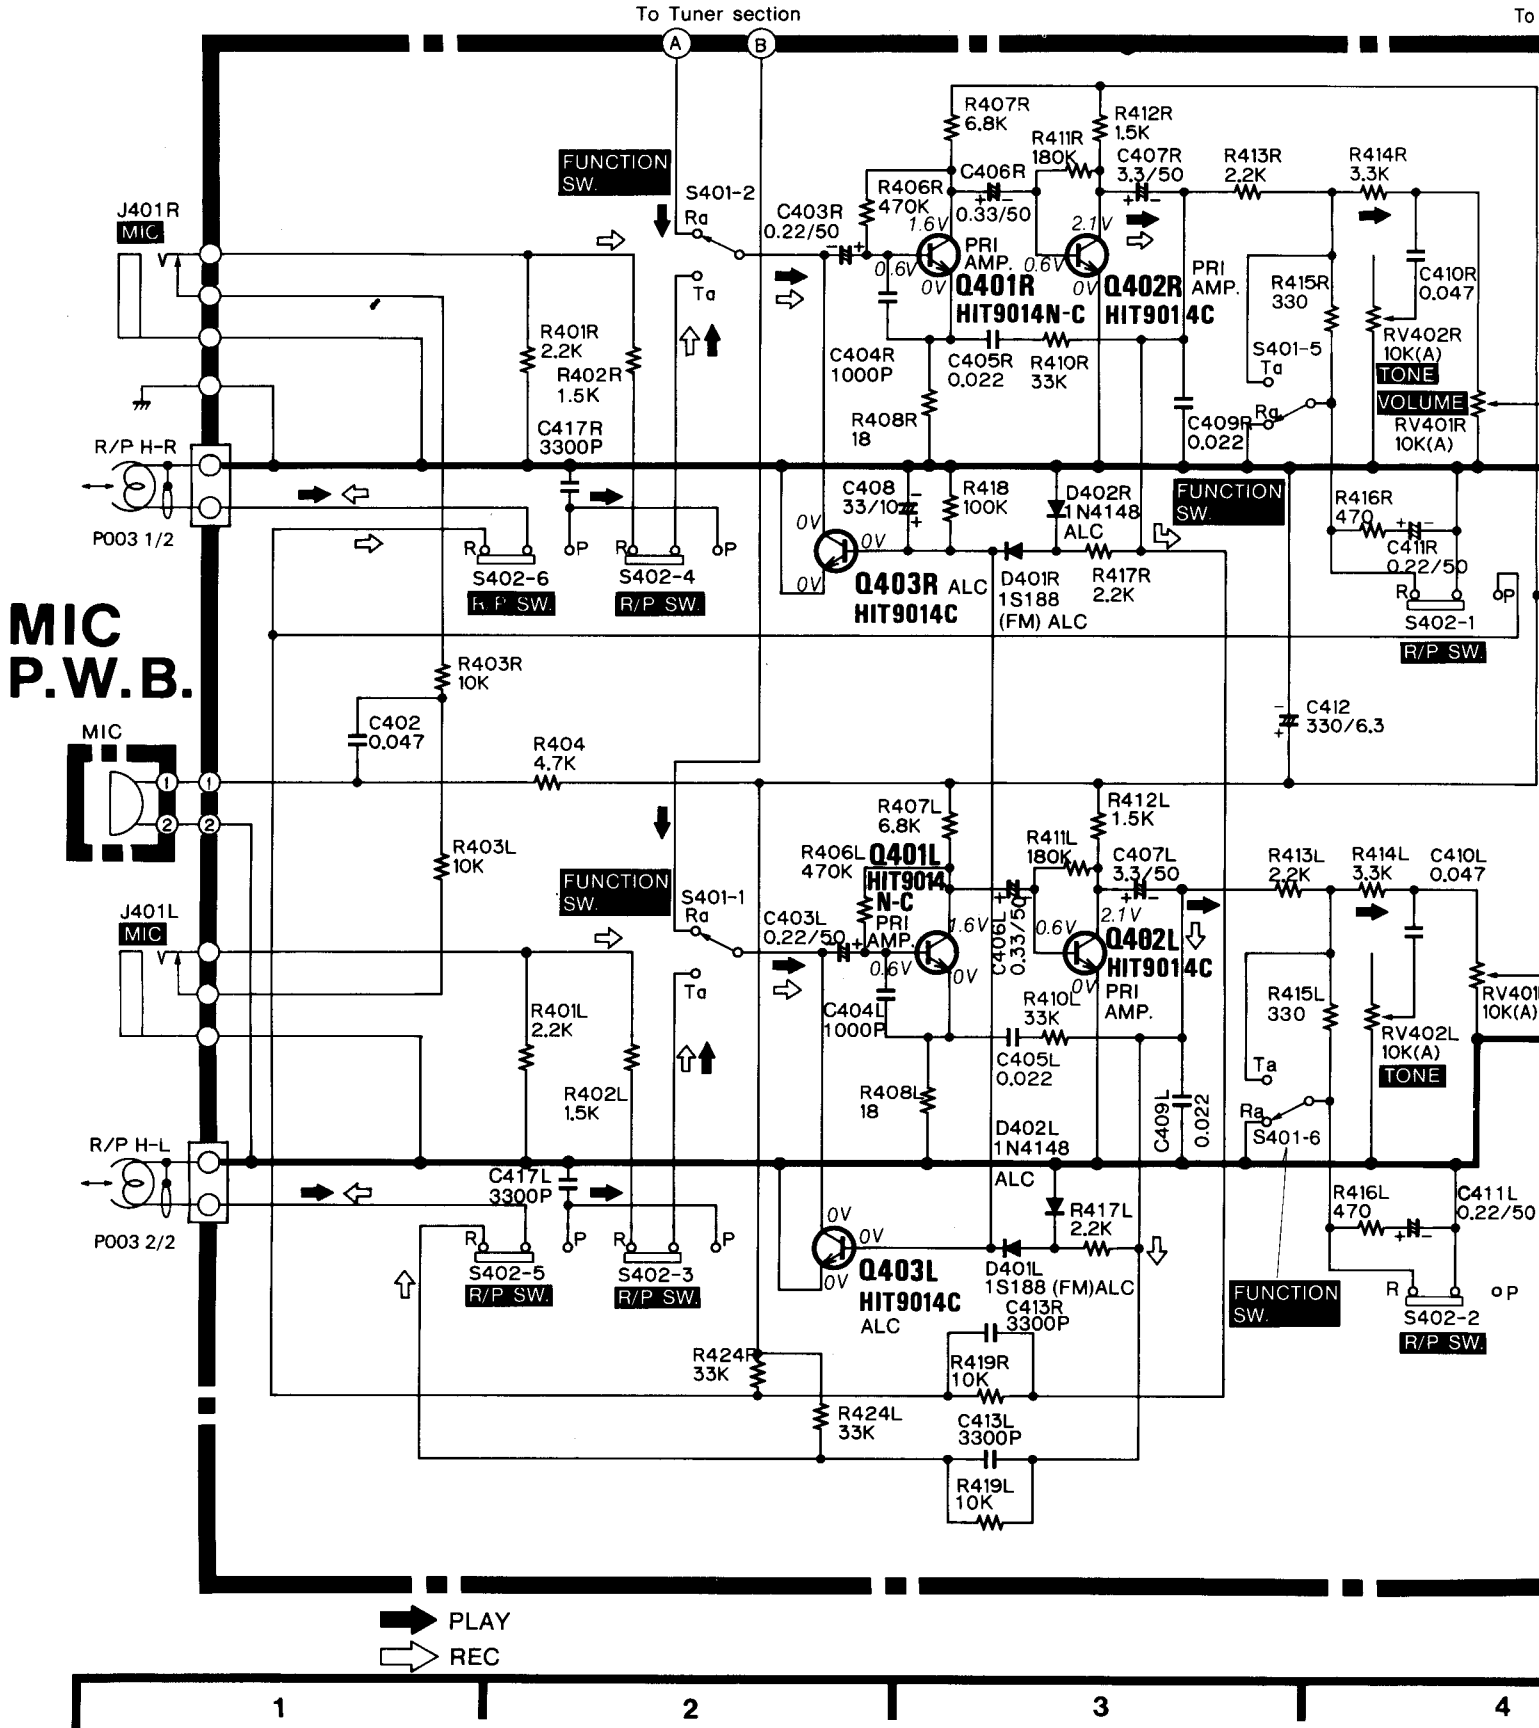 To Tuner section
To
A
B
R407R
6.8K
R412R
1.5K
R411R
180K
FUNCTION
SW.
C407R
3.3/50
R413R
2.2K
R414R
3.3K
C406R
0.33/50
S401-2
Ra
R406R
470K
J401R
MIC
C403R
0.22/50
1.6V
2.1V
PRI
AMP.
0.6V
0.6V
0V
0V
Q401R
HIT9014N-C
Q402R
HIT9014C
PRI
AMP.
R415R
330
C410R
0.047
Ta
R401R
2.2K
R402R
1.5K
C404R
1000P
C405R
0.022
R410R
33K
S401-5
Ta
Ra
RV402R
10K(A)
TONE
VOLUME
RV401R
10K(A)
R408R
18
C409R
0.022
R/P H-R
C417R
3300P
C408
33/10
R418
100K
D402R
1N4148
ALC
FUNCTION
SW.
R416R
470
P003 1/2
0V
0V
0V
R
P
R
P
S402-6
R/P SW.
S402-4
R/P SW.
Q403R ALC
HIT9014C
D401R
1S188
(FM) ALC
R417R
2.2K
C411R
0.22/50
R
P
S402-1
R/P SW.
MIC
P.W.B.
R403R
10K
C402
0.047
C412
330/6.3
MIC
R404
4.7K
1
1
2
2
R407L
6.8K
R412L
1.5K
R403L
10K
R406L
470K
Q401L
HIT9014
N-C
PRI
AMP.
R411L
180K
C407L
3.3/50
R413L
2.2K
R414L
3.3K
C410L
0.047
FUNCTION
SW.
S401-1
Ra
J401L
MIC
C403L
0.22/50
1.6V
C406L
0.33/50
2.1V
0.6V
0.6V
0V
0V
Q402L
HIT9014C
PRI
AMP.
Ta
R401L
2.2K
C404L
1000P
R410L
33K
C405L
0.022
R415L
330
RV401L
10K(A)
RV402L
10K(A)
TONE
R402L
1.5K
R408L
18
C409L
0.022
Ta
Ra
S401-6
D402L
1N4148
ALC
R/P H-L
C417L
3300P
R416L
470
C411L
0.22/50
P003 2/2
0V
0V
0V
R417L
2.2K
R
P
R
P
S402-5
R/P SW.
S402-3
R/P SW.
Q403L
HIT9014C
ALC
D401L
1S188 (FM)ALC
FUNCTION
SW.
R
P
S402-2
R/P SW.
C413R
3300P
R424R
33K
R419R
10K
R424L
33K
C413L
3300P
R419L
10K
PLAY
REC
1
2
3
4